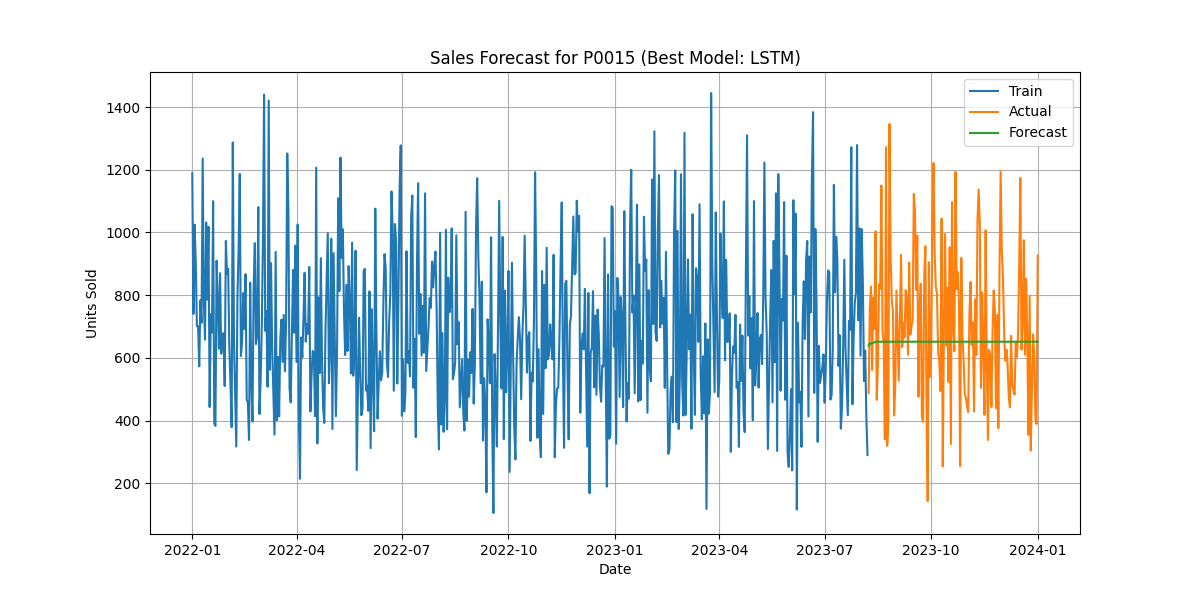 Sales Forecast for P0015 (Best Model: LSTM)
Train
Actual
Forecast
1400
1200
1000
800
600
400
200
Units Sold
2022-01 2022-04 2022-07 2022-10 2023-01 2023-04 2023-07 2023-10 2024-01
Date